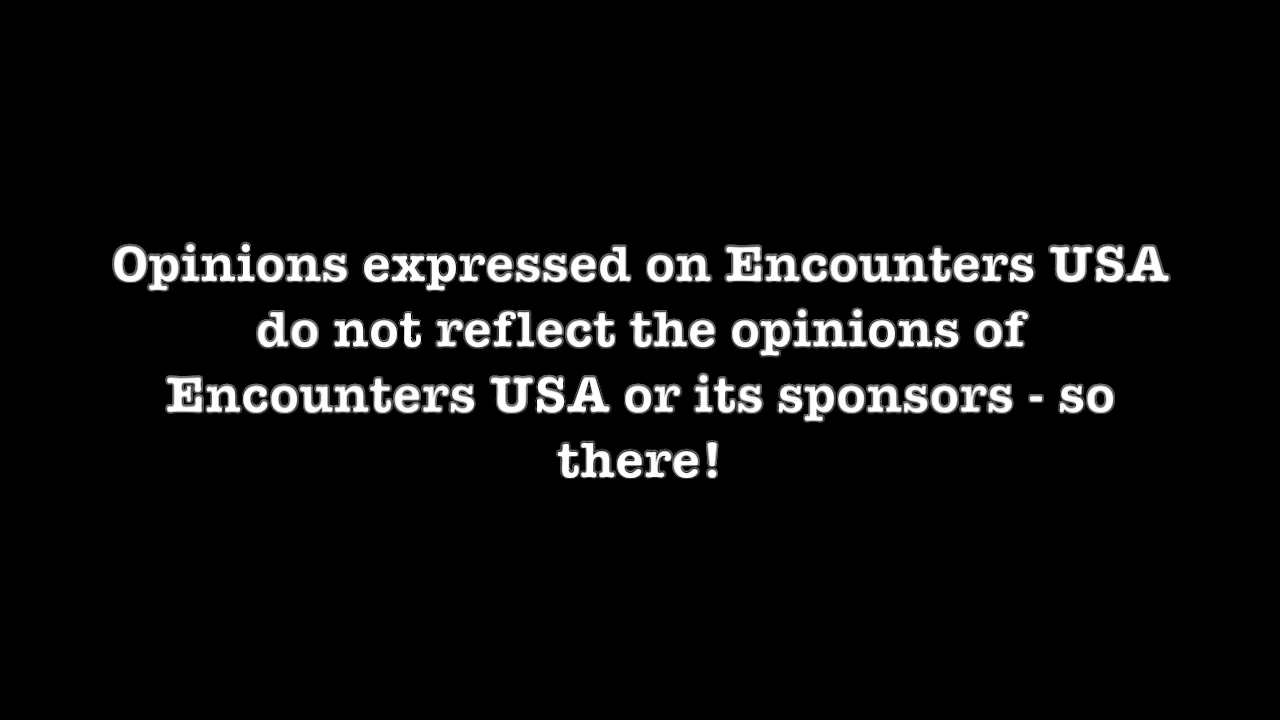 Opinions expressed on Encounters USA
do not reflect the opinions of
Encounters USA or its sponsors - so
there!